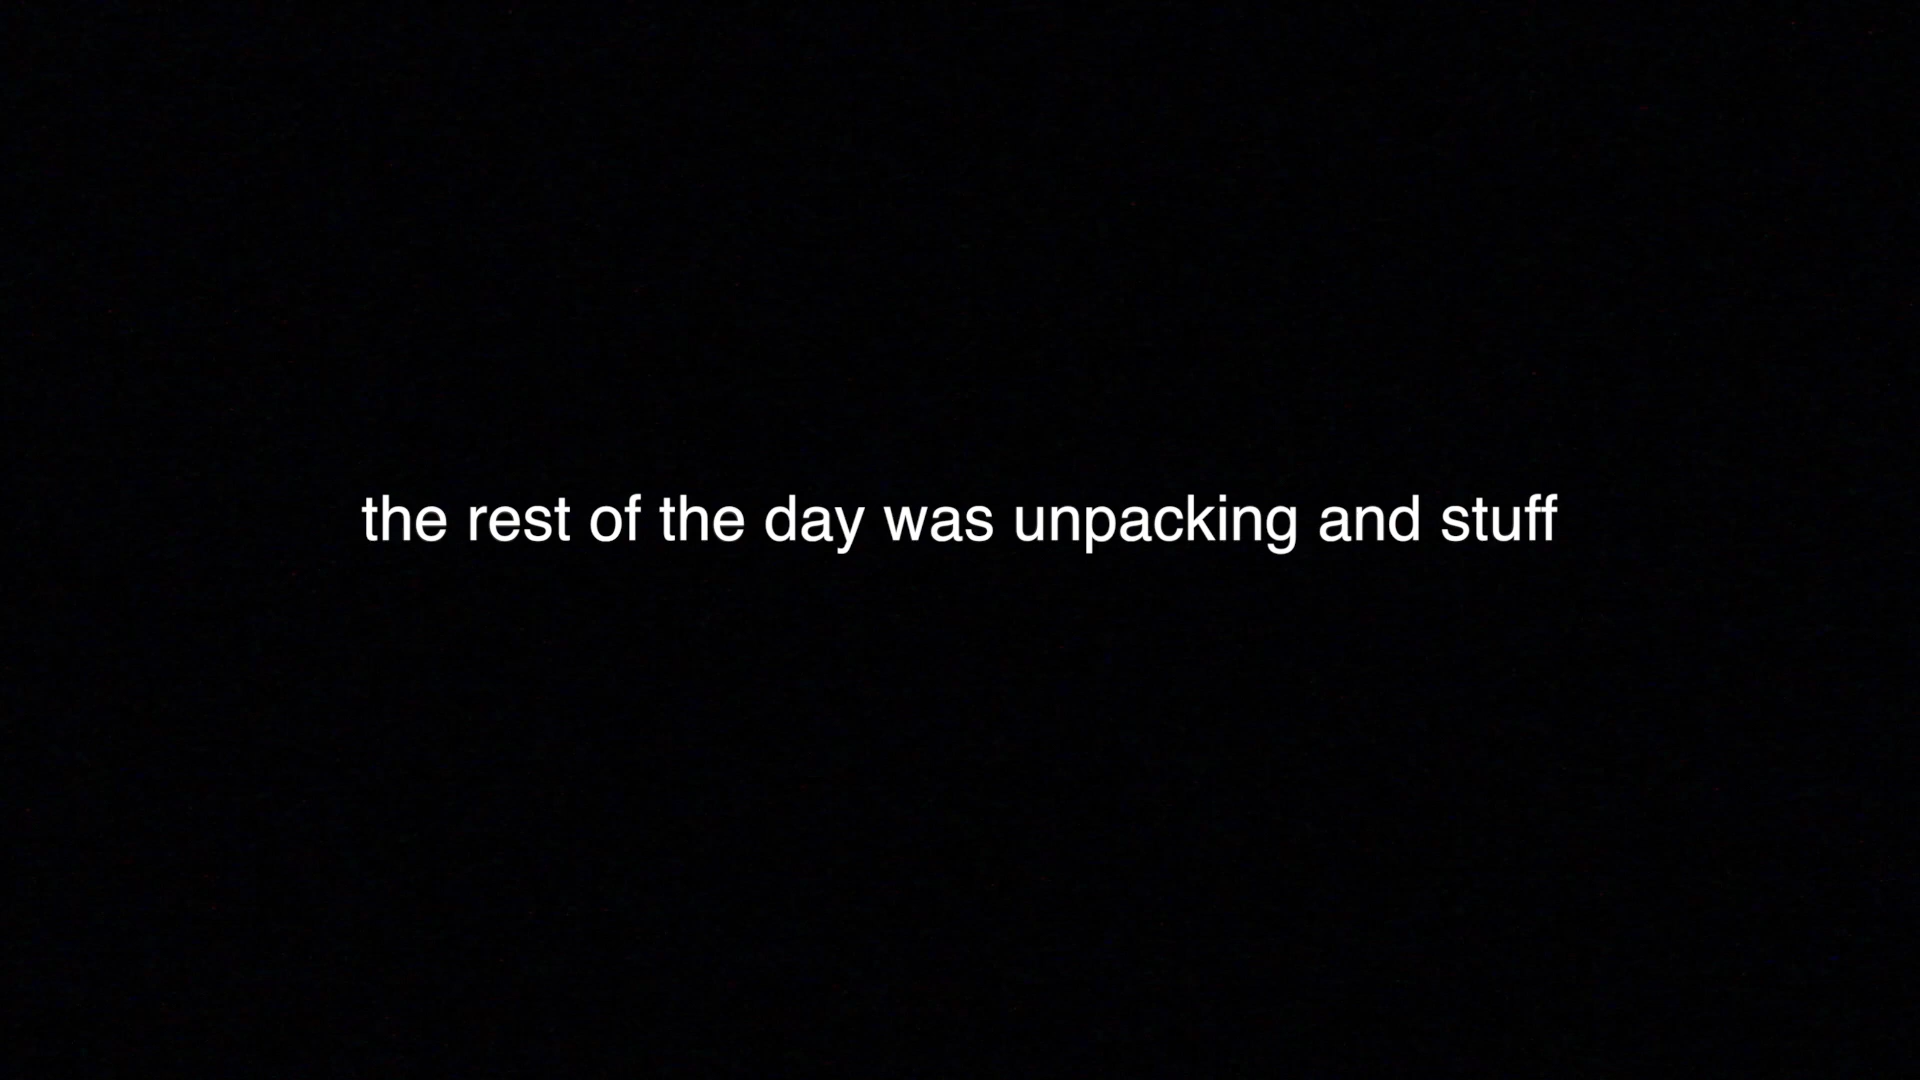 the rest of the day was unpacking and stuff